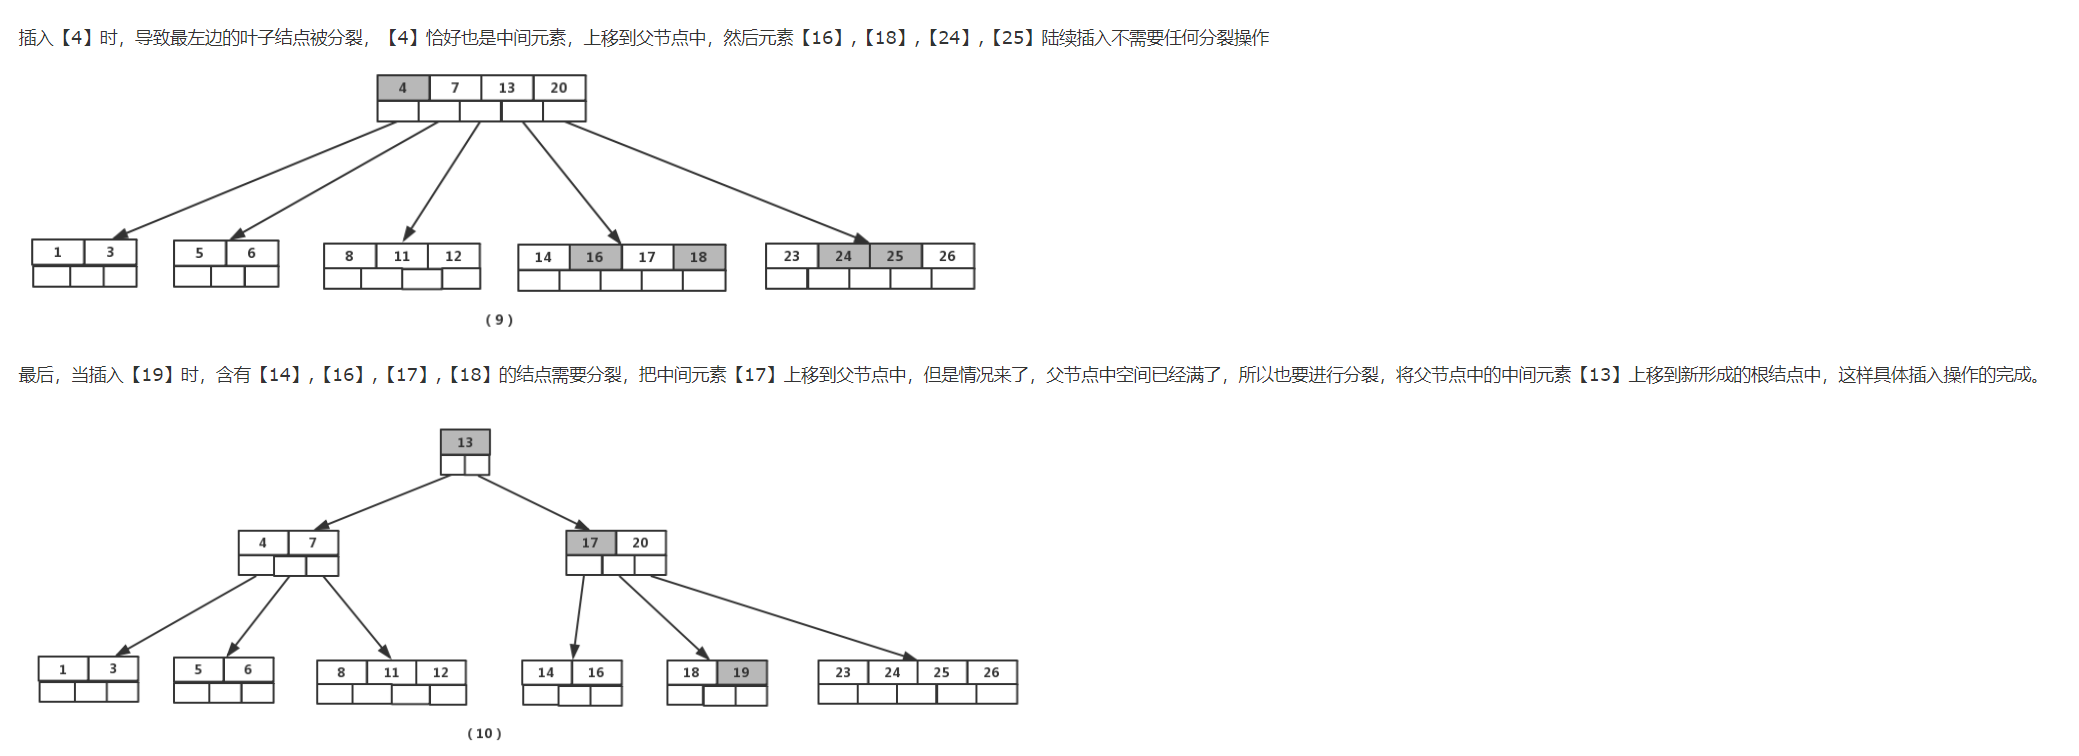 插入【4】时，导致最左边的叶子结点被分裂，【4】恰好也是中间元素，上移到父节点中，然后元素【16】,【18】,【24】,【25】陆续插入不需要任何分裂操作
4 7 13 20
1 3 5 6 8 11 12 14 16 17 18 23 24 25 26
( 9 )
最后，当插入【19】时，含有【14】,【16】,【17】,【18】的结点需要分裂，把中间元素【17】上移到父节点中，但是情况来了，父节点中空间已经满了，所以也要进行分裂，将父节点中的中间元素【13】上移到新形成的根结点中，这样具体插入操作的完成。
13
4 7 17 20
1 3 5 6 8 11 12 14 16 18 19 23 24 25 26
( 10 )